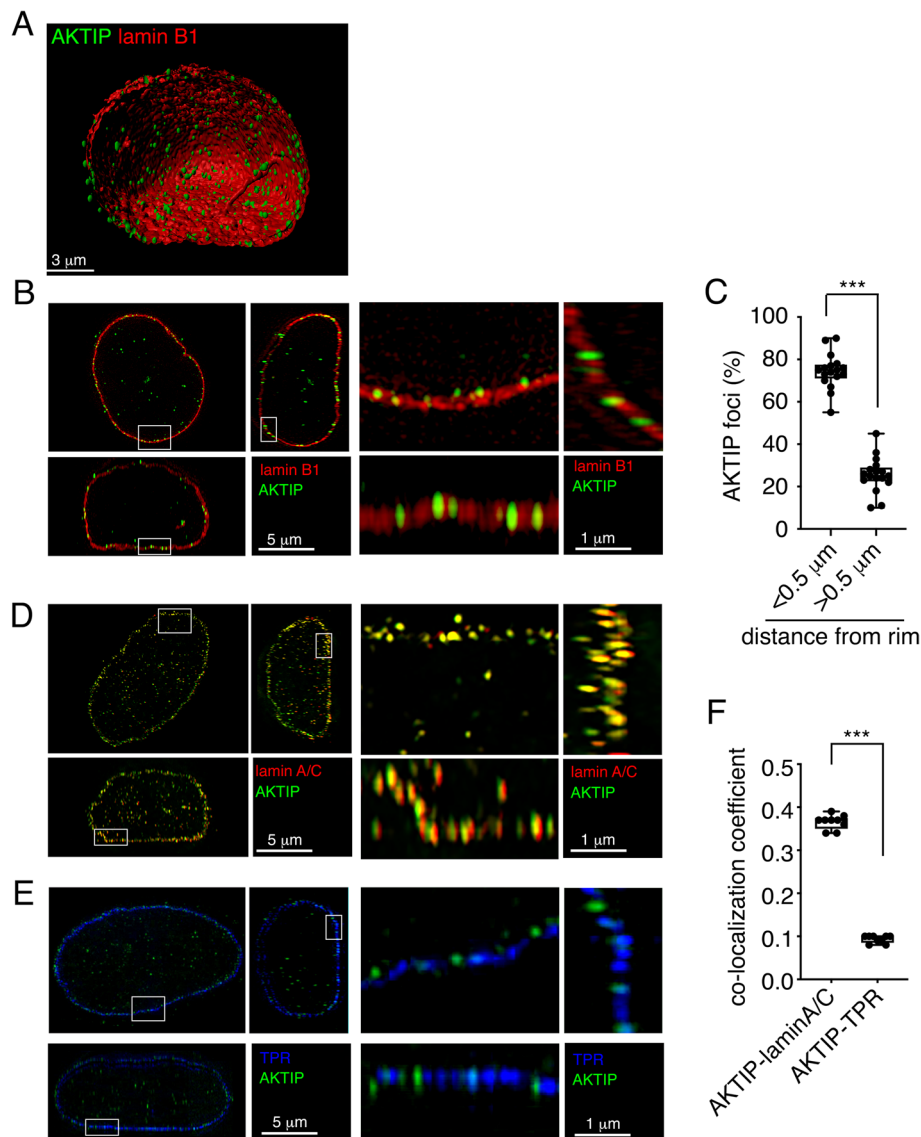 A
AKTIP lamin B1
3 μm
B
lamin B1
AKTIP
5 μm
lamin B1
AKTIP
1 μm
C
***
AKTIP foci (%)
100
80
60
40
20
0
<0.5 μm
>0.5 μm
distance from rim
D
lamin A/C
AKTIP
5 μm
lamin A/C
AKTIP
1 μm
E
TPR
AKTIP
5 μm
TPR
AKTIP
1 μm
F
***
co-localization coefficient
0.5
0.4
0.3
0.2
0.1
0.0
AKTIP-laminA/C
AKTIP-TPR